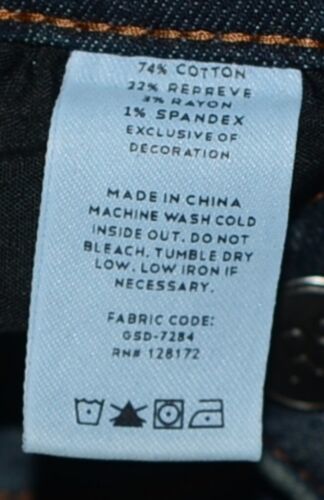 74% COTTON
22% REPREVE
3% RAYON
1% SPANDEX
EXCLUSIVE OF
DECORATION
MADE IN CHINA
MACHINE WASH COLD
INSIDE OUT. DO NOT
BLEACH. TUMBLE DRY
LOW. LOW IRON IF
NECESSARY.
FABRIC CODE:
GSD-7284
RN# 128172